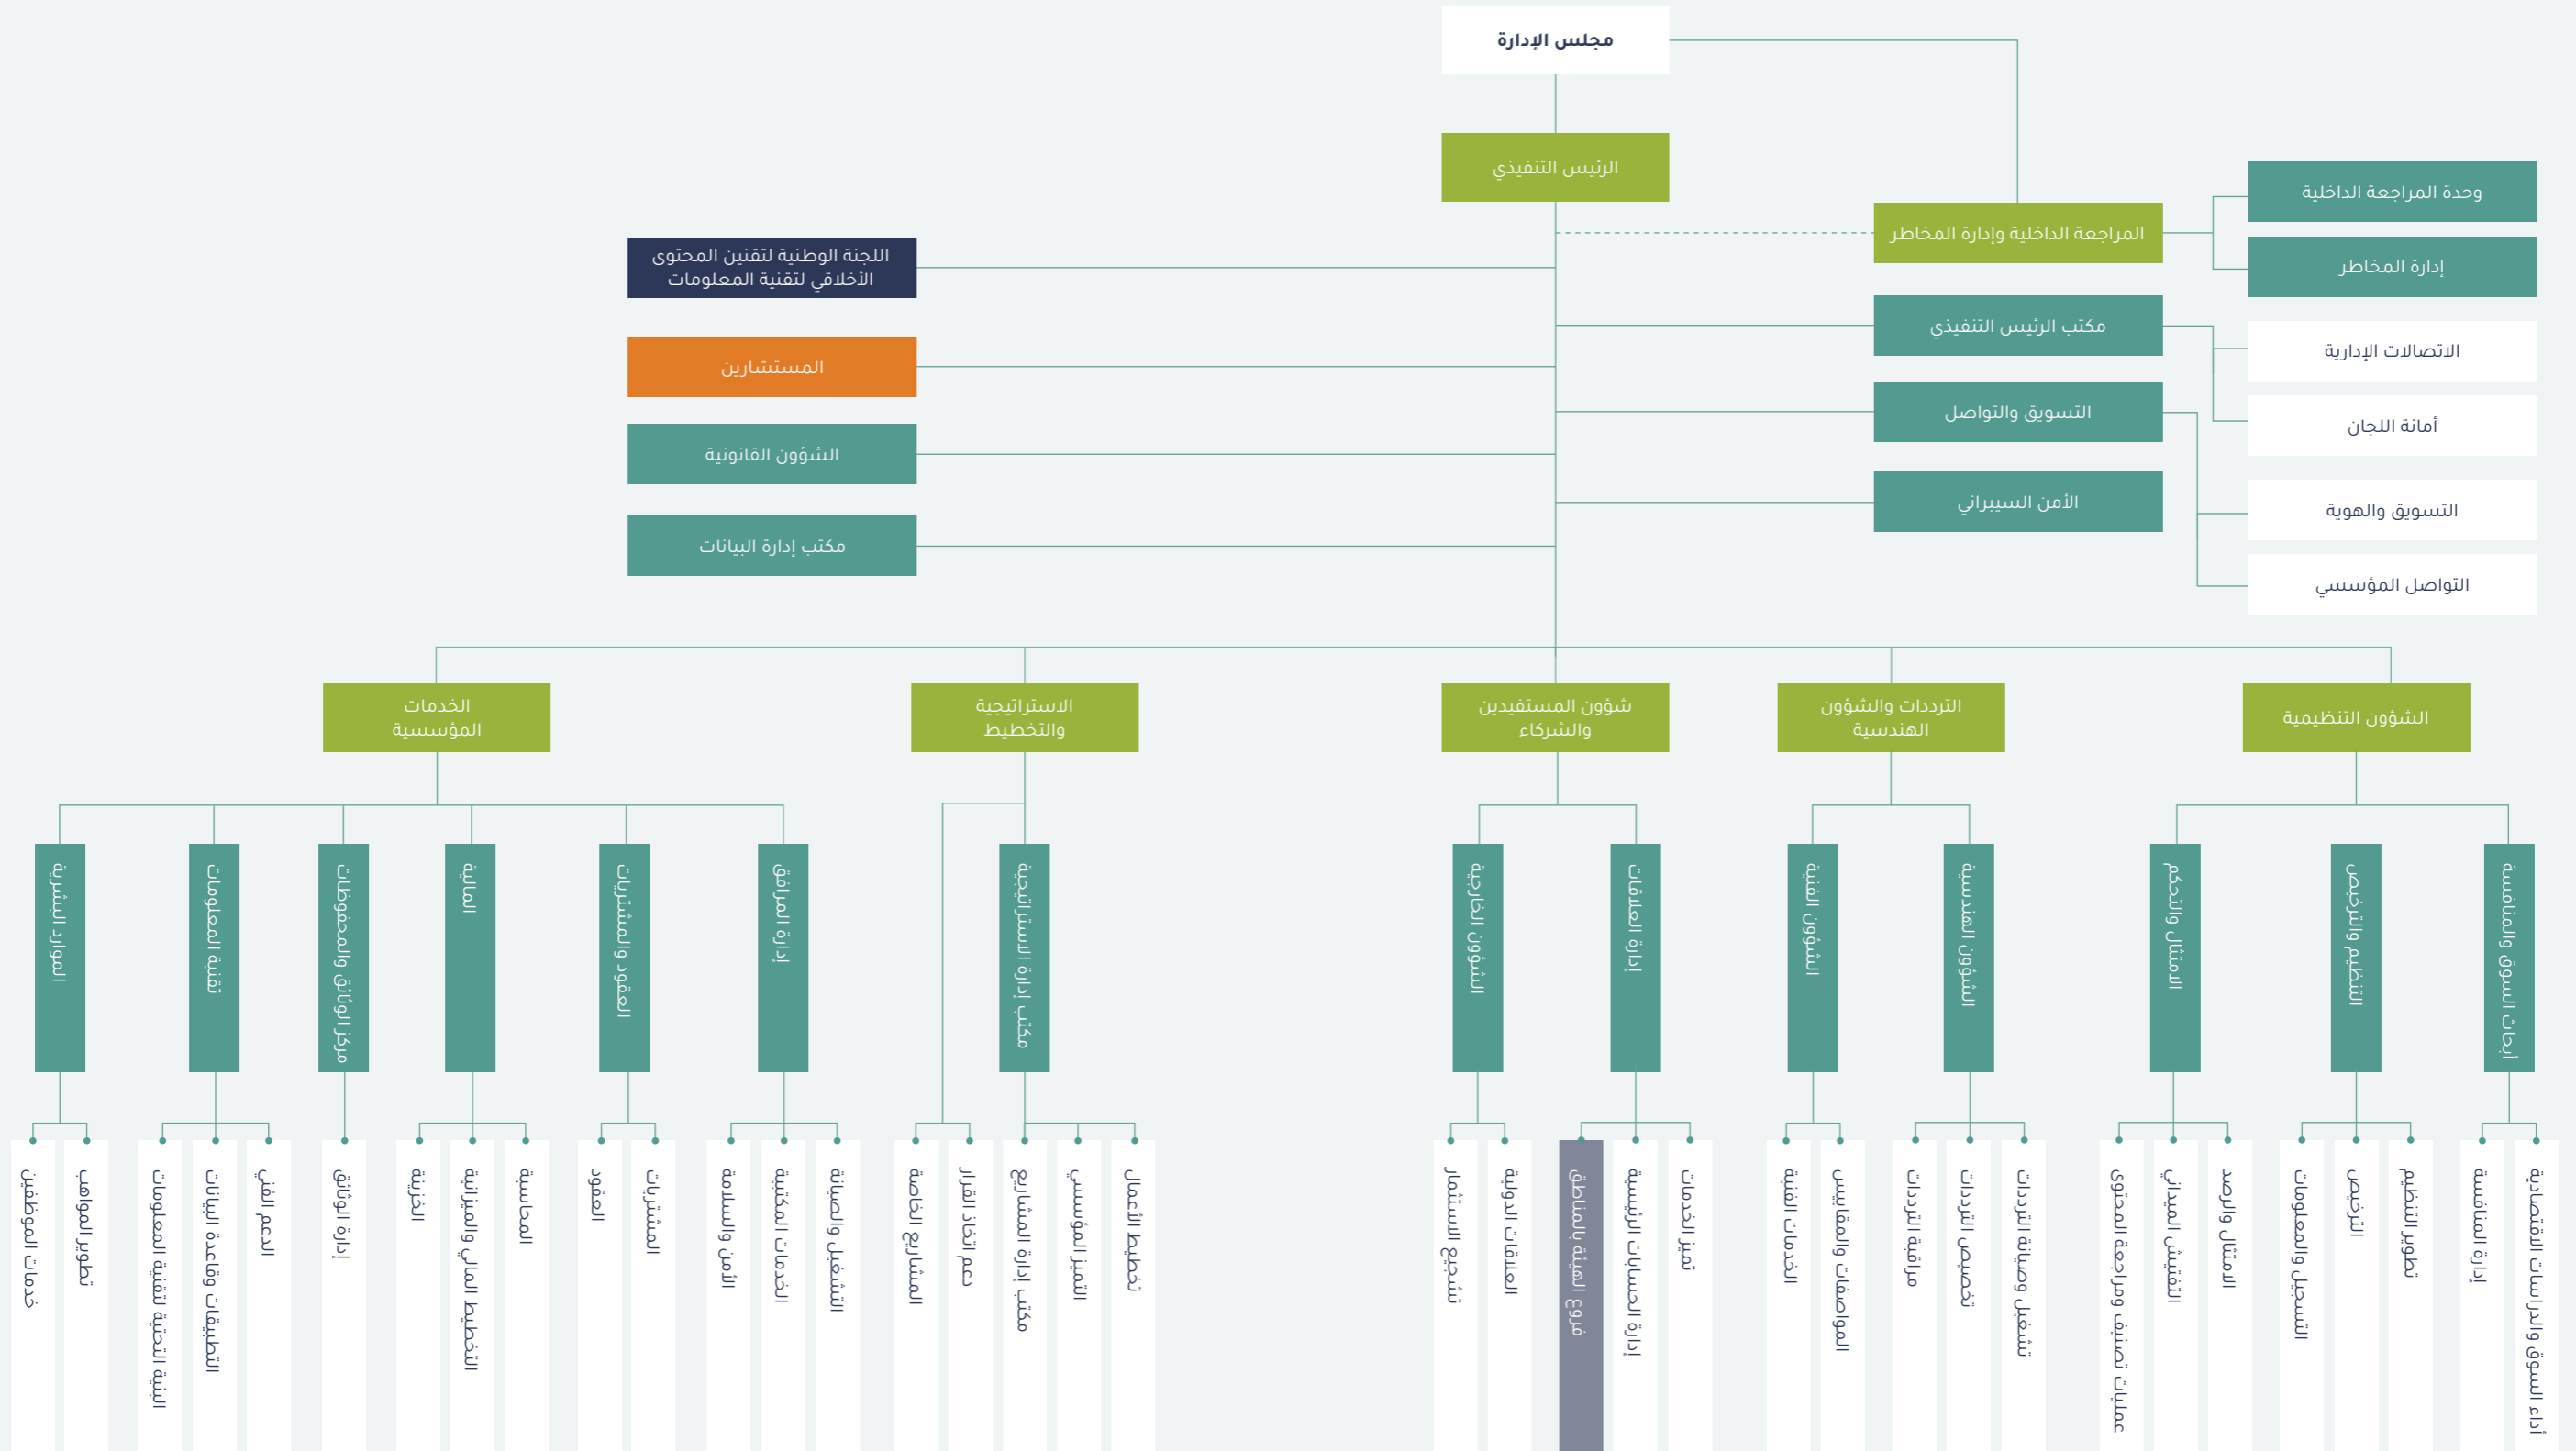 مجلس الإدارة
الرئيس التنفيذي
وحدة المراجعة الداخلية
المراجعة الداخلية وإدارة المخاطر
إدارة المخاطر
اللجنة الوطنية لتقنين المحتوى
الأخلاقي لتقنية المعلومات
مكتب الرئيس التنفيذي
الاتصالات الإدارية
أمانة اللجان
المستشارين
التسويق والتواصل
التسويق والهوية
التواصل المؤسسي
الشؤون القانونية
الأمن السيبراني
مكتب إدارة البيانات
الشؤون التنظيمية
الترددات والشؤون
الهندسية
شؤون المستفيدين
والشركاء
الاستراتيجية
والتخطيط
الخدمات
المؤسسية
أبحاث السوق والمنافسة
التنظيم والترخيص
الامتثال والتحكم
الشؤون الهندسية
الشؤون الفنية
إدارة العلاقات
الشؤون الخارجية
مكتب إدارة الاستراتيجية
إدارة المرافق
العقود والمشتريات
المالية
مركز الوثائق والمحفوظات
تقنية المعلومات
الموارد البشرية
أداء السوق والدراسات الاقتصادية
إدارة المنافسة
تطوير التنظيم
الترخيص
التسجيل والمعلومات
الامتثال والرصد
التفتيش الميداني
عمليات تصنيف ومراجعة المحتوى
تشغيل وصيانة الترددات
تخصيص الترددات
مراقبة الترددات
المواصفات والمقاييس
الخدمات الفنية
تميز الخدمات
إدارة الحسابات الرئيسية
فروع الهيئة بالمناطق
العلاقات الدولية
تشجيع الاستثمار
تخطيط الأعمال
التميز المؤسسي
مكتب إدارة المشاريع
دعم اتخاذ القرار
المشاريع الخاصة
التشغيل والصيانة
الخدمات المكتبية
الأمن والسلامة
المشتريات
العقود
المحاسبة
التخطيط المالي والميزانية
الخزينة
إدارة الوثائق
الدعم الفني
التطبيقات وقاعدة البيانات
البنية التحتية لتقنية المعلومات
تطوير المواهب
خدمات الموظفين